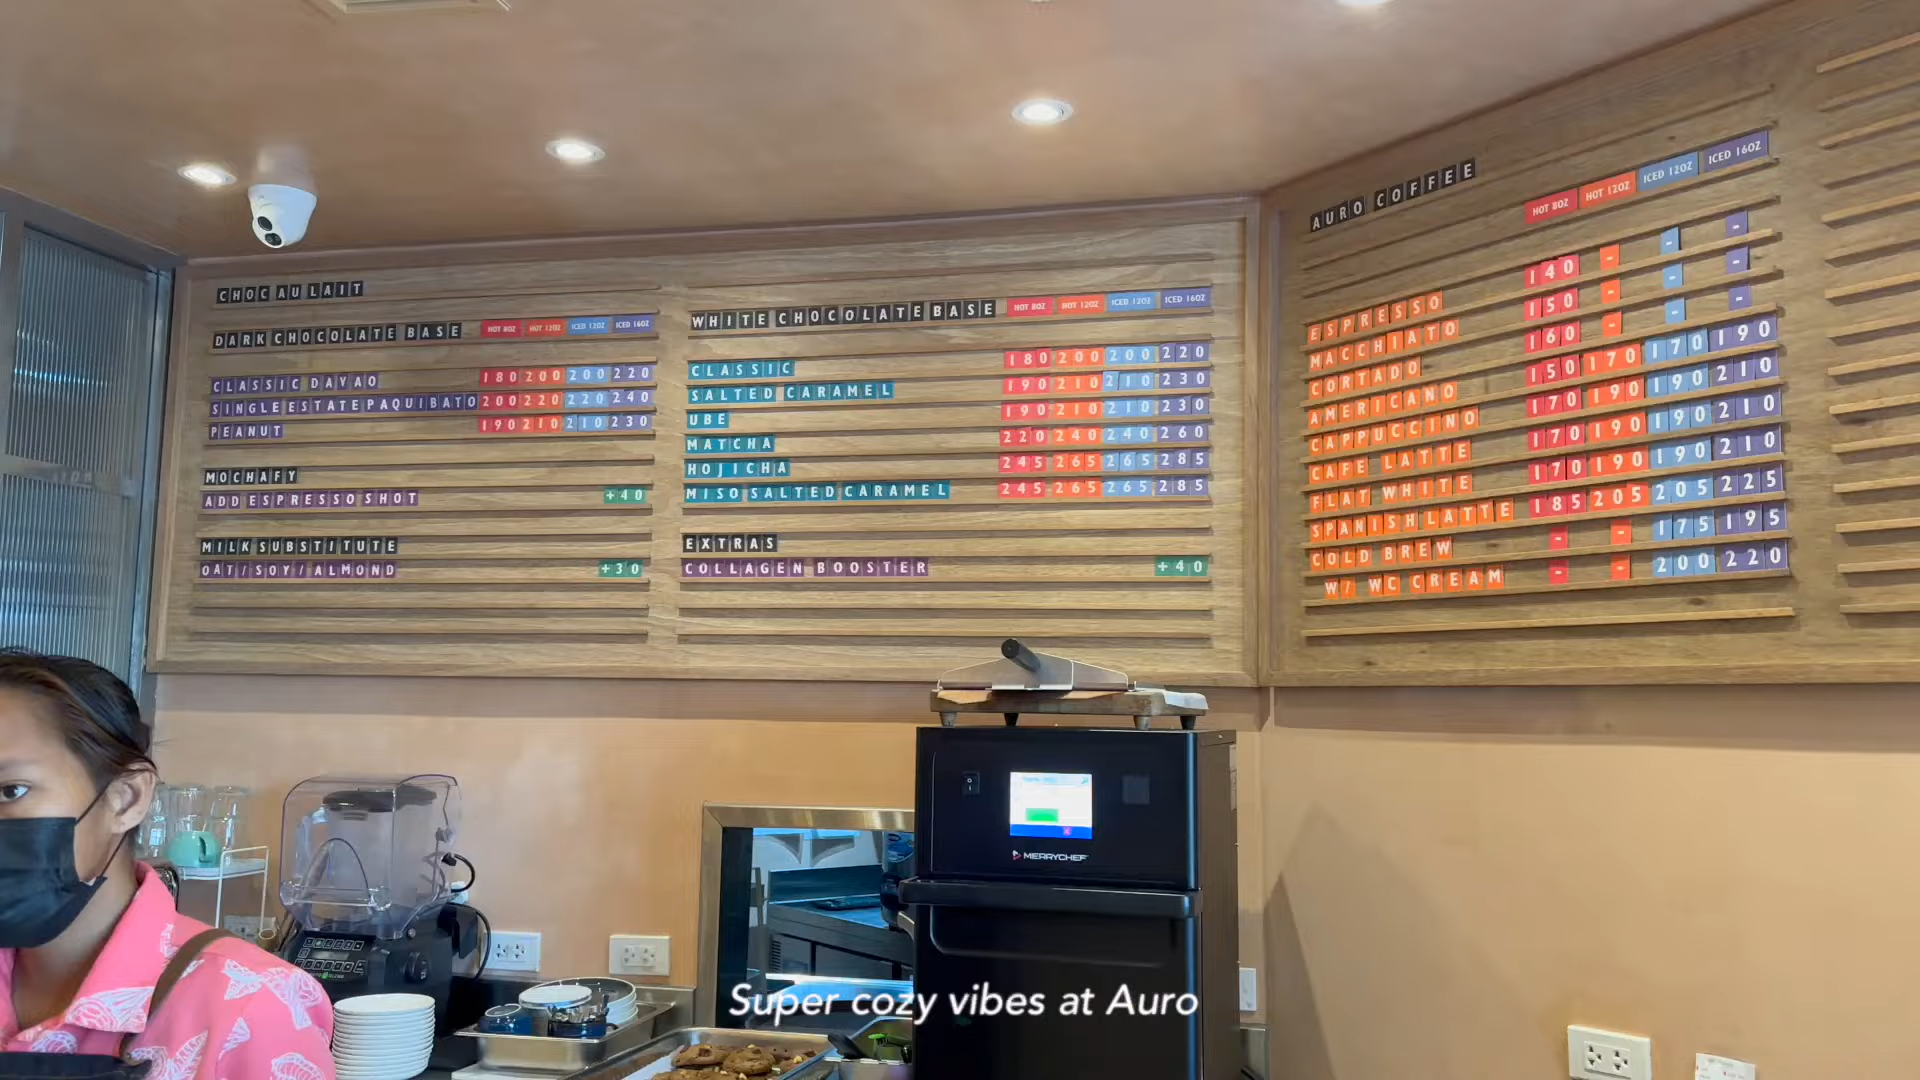 CHOC AU LAIT
DARK CHOCOLATE BASE HOT 8OZ HOT 12OZ ICED 12OZ ICED 16OZ
CLASSIC DAVAO 180 200 200 220
SINGLE ESTATE PAQUIBATO 200 220 220 240
PEANUT 190 210 210 230
MOCHAFY
ADD ESPRESSO SHOT +40
MILK SUBSTITUTE
OAT/SOY/ALMOND +30
WHITE CHOCOLATE BASE HOT 8OZ HOT 12OZ ICED 12OZ ICED 16OZ
CLASSIC 180 200 200 220
SALTED CARAMEL 190 210 210 230
UBE 190 210 210 230
MATCHA 220 240 240 260
HOJICHA 245 265 265 285
MISO SALTED CARAMEL 245 265 265 285
EXTRAS
COLLAGEN BOOSTER +40
AURO COFFEE HOT 8OZ HOT 12OZ ICED 12OZ ICED 16OZ
ESPRESSO 140 - - -
MACCHIATO 150 - - -
CORTADO 160 - - -
AMERICANO 150 170 170 190
CAPPUCCINO 170 190 190 210
CAFE LATTE 170 190 190 210
FLAT WHITE 170 190 190 210
SPANISH LATTE 185 205 205 225
COLD BREW - - 175 195
W/ WC CREAM - - 200 220
MERRYCHEF
Super cozy vibes at Auro